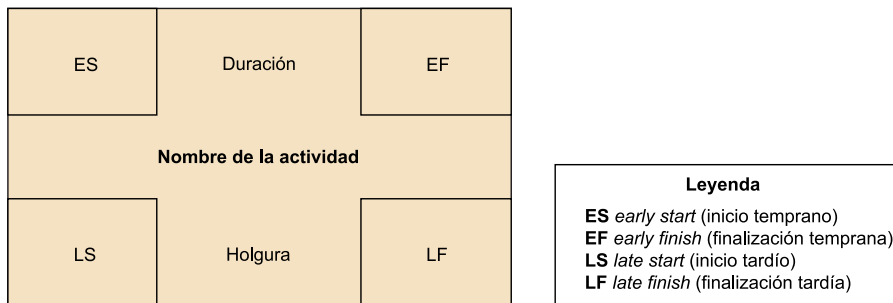 ES Duración EF
Nombre de la actividad
LS Holgura LF
Leyenda
ES early start (inicio temprano)
EF early finish (finalización temprana)
LS late start (inicio tardío)
LF late finish (finalización tardía)